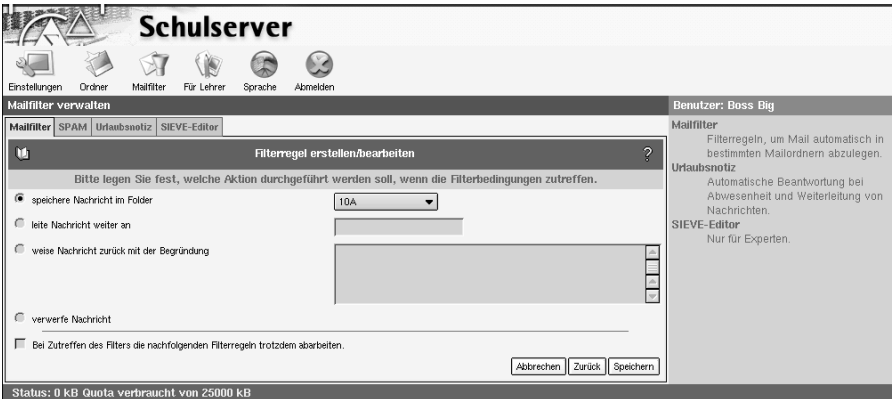 Schulserver
Einstellungen Ordner Mailfilter Für Lehrer Sprache Abmelden
Mailfilter verwalten
Mailfilter SPAM Urlaubsnotiz SIEVE-Editor
Filterregel erstellen/bearbeiten ?
Bitte legen Sie fest, welche Aktion durchgeführt werden soll, wenn die Filterbedingungen zutreffen.
speichere Nachricht im Folder 10A
leite Nachricht weiter an
weise Nachricht zurück mit der Begründung
verwerfe Nachricht
Bei Zutreffen des Filters die nachfolgenden Filterregeln trotzdem abarbeiten.
Abbrechen Zurück Speichern
Benutzer: Boss Big
Mailfilter
Filterregeln, um Mail automatisch in
bestimmten Mailordnern abzulegen.
Urlaubsnotiz
Automatische Beantwortung bei
Abwesenheit und Weiterleitung von
Nachrichten.
SIEVE-Editor
Nur für Experten.
Status: 0 kB Quota verbraucht von 25000 kB